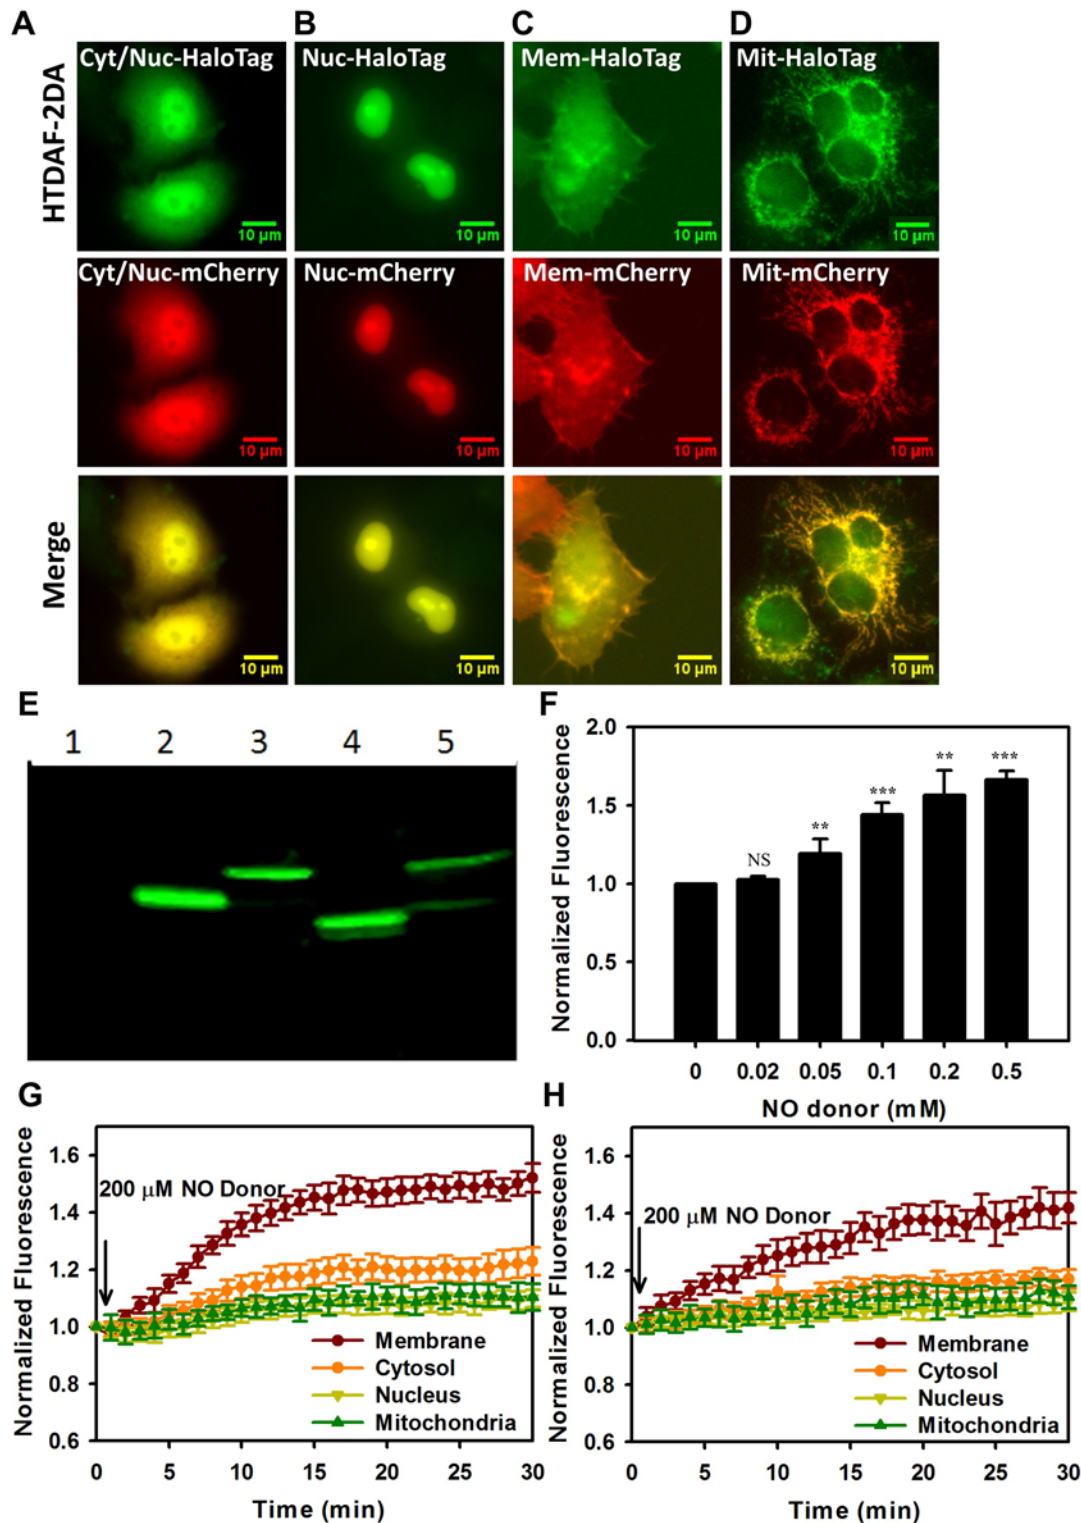 A
B
C
D
HTDAF-2DA
Cyt/Nuc-HaloTag
Nuc-HaloTag
Mem-HaloTag
Mit-HaloTag
10 µm
10 µm
10 µm
10 µm
Cyt/Nuc-mCherry
Nuc-mCherry
Mem-mCherry
Mit-mCherry
10 µm
10 µm
10 µm
10 µm
Merge
10 µm
10 µm
10 µm
10 µm
E
1 2 3 4 5
F
Normalized Fluorescence
2.0
1.5
1.0
0.5
0.0
NS
**
***
**
***
0 0.02 0.05 0.1 0.2 0.5
NO donor (mM)
G
Normalized Fluorescence
1.6
1.4
1.2
1.0
0.8
0.6
200 µM NO Donor
Membrane
Cytosol
Nucleus
Mitochondria
0 5 10 15 20 25 30
Time (min)
H
Normalized Fluorescence
1.6
1.4
1.2
1.0
0.8
0.6
200 µM NO Donor
Membrane
Cytosol
Nucleus
Mitochondria
0 5 10 15 20 25 30
Time (min)